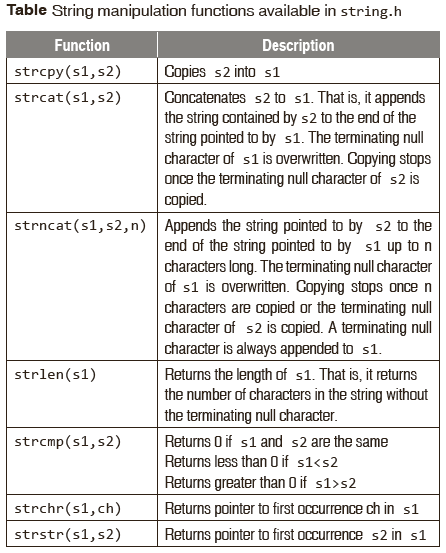 Table String manipulation functions available in string.h
Function Description
strcpy(s1,s2) Copies s2 into s1
strcat(s1,s2) Concatenates s2 to s1. That is, it appends
the string contained by s2 to the end of the
string pointed to by s1. The terminating null
character of s1 is overwritten. Copying stops
once the terminating null character of s2 is
copied.
strncat(s1,s2,n) Appends the string pointed to by s2 to the
end of the string pointed to by s1 up to n
characters long. The terminating null character
of s1 is overwritten. Copying stops once n
characters are copied or the terminating null
character of s2 is copied. A terminating null
character is always appended to s1.
strlen(s1) Returns the length of s1. That is, it returns
the number of characters in the string without
the terminating null character.
strcmp(s1,s2) Returns 0 if s1 and s2 are the same
Returns less than 0 if s1<s2
Returns greater than 0 if s1>s2
strchr(s1,ch) Returns pointer to first occurrence ch in s1
strstr(s1,s2) Returns pointer to first occurrence s2 in s1